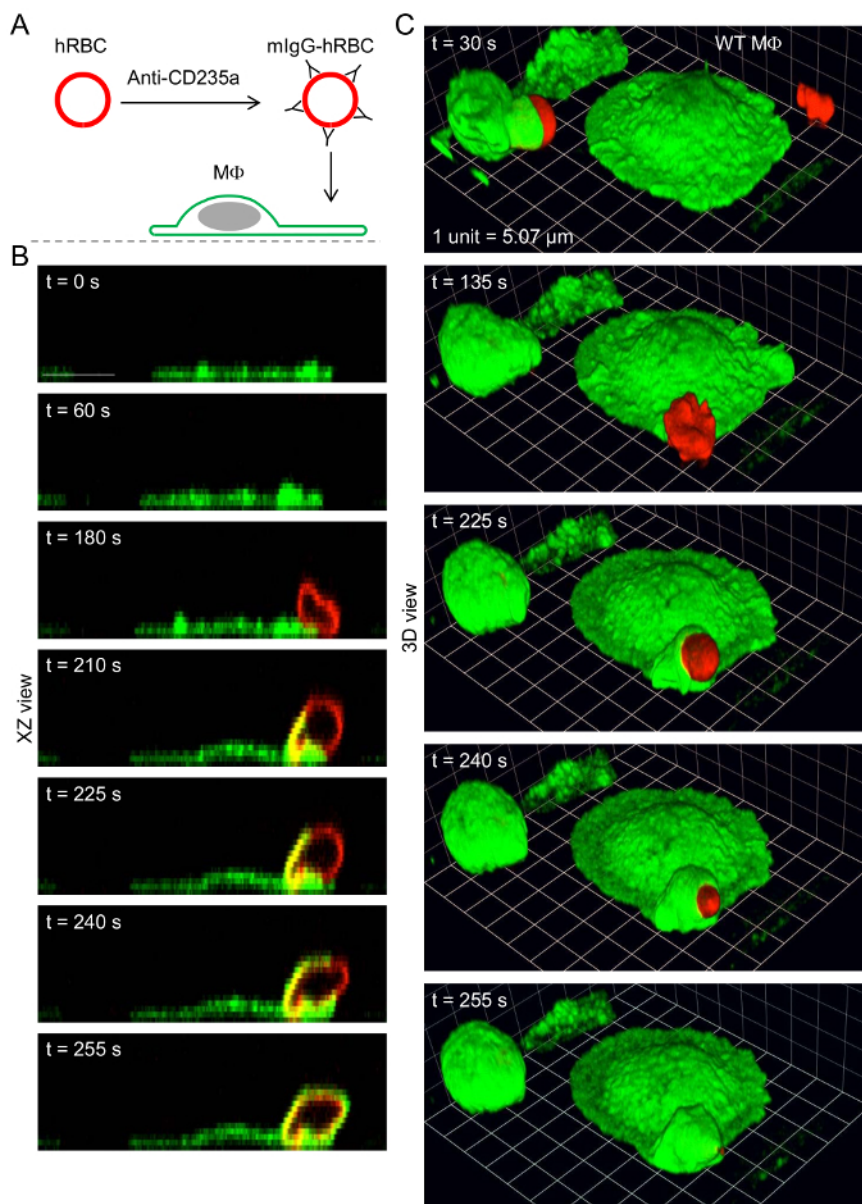 A
hRBC
Anti-CD235a
mIgG-hRBC
MΦ
B
XZ view
t = 0 s
t = 60 s
t = 180 s
t = 210 s
t = 225 s
t = 240 s
t = 255 s
C
3D view
t = 30 s
WT MΦ
1 unit = 5.07 µm
t = 135 s
t = 225 s
t = 240 s
t = 255 s